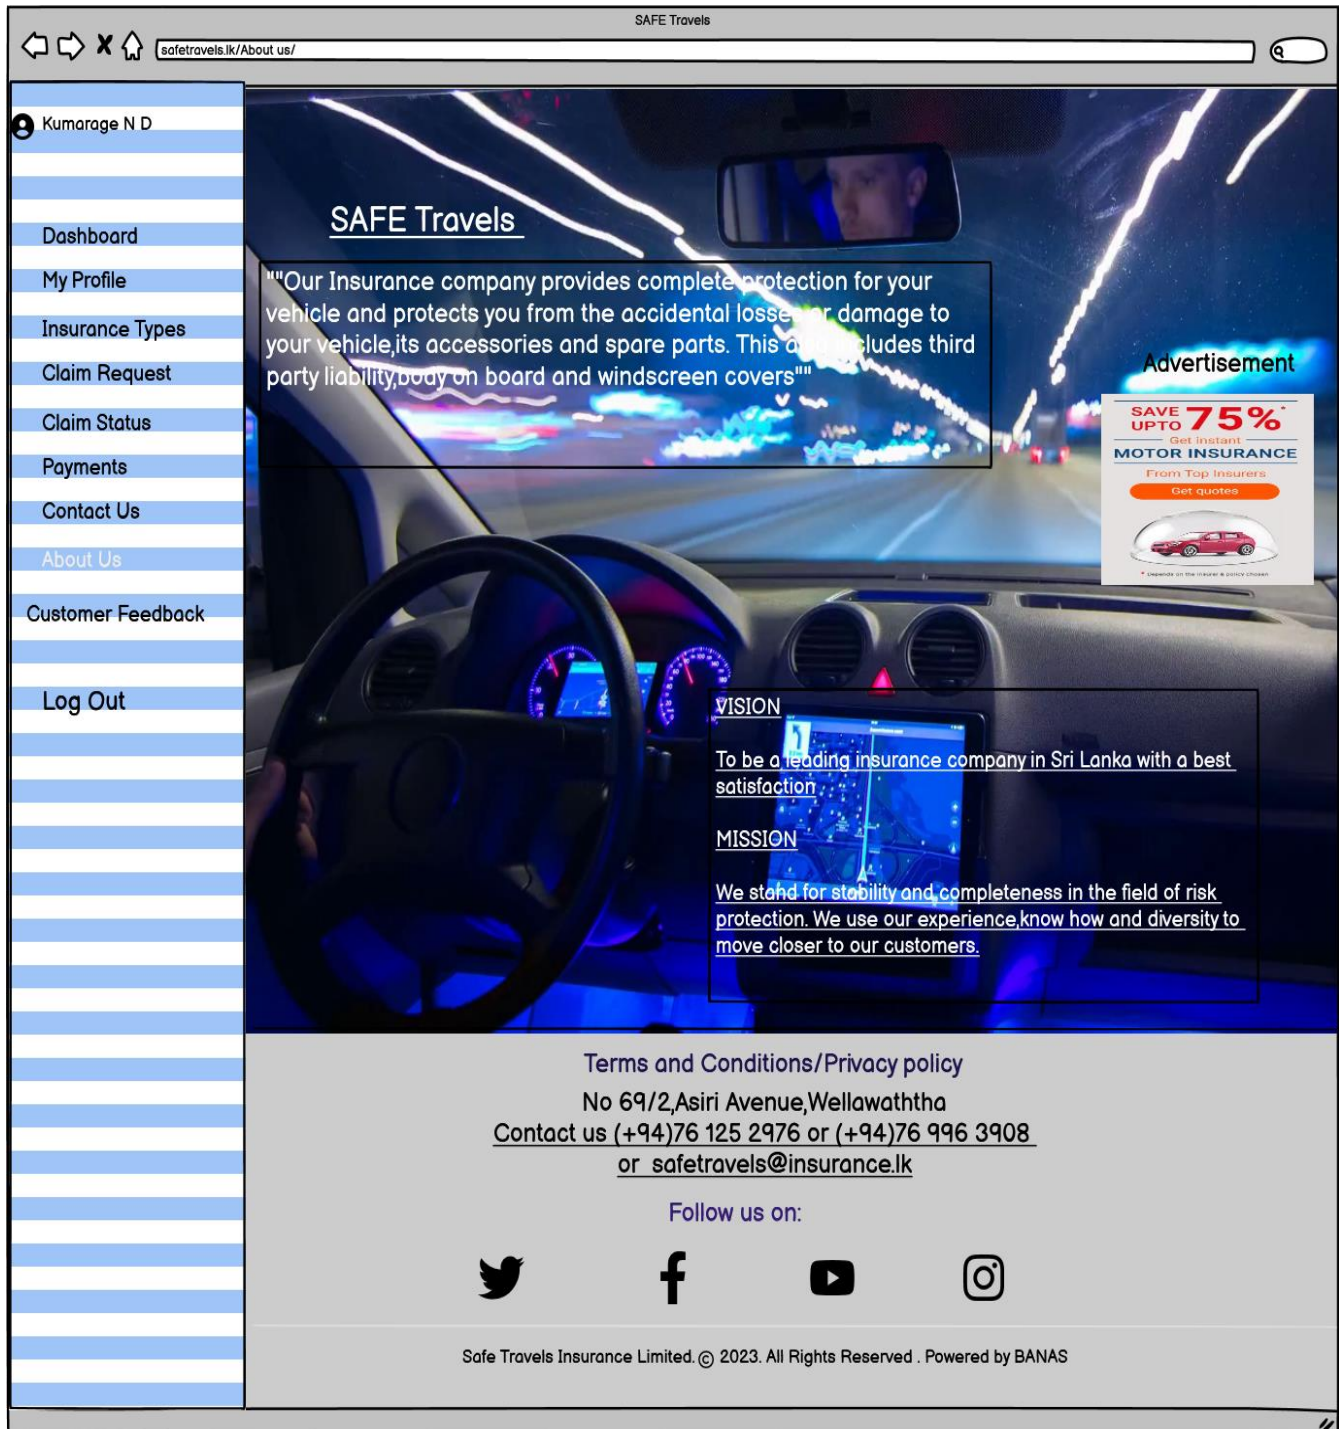 SAFE Travels
safetravels.lk/About us/
Kumarage N D
Dashboard
My Profile
Insurance Types
Claim Request
Claim Status
Payments
Contact Us
About Us
Customer Feedback
Log Out
SAFE Travels
""Our Insurance company provides complete protection for your
vehicle and protects you from the accidental losses or damage to
your vehicle,its accessories and spare parts. This also includes third
party liability,body on board and windscreen covers""
Advertisement
SAVE UPTO 75%*
Get instant
MOTOR INSURANCE
From Top Insurers
Get quotes
* Depends on the insurer & policy chosen
VISION
To be a leading insurance company in Sri Lanka with a best
satisfaction
MISSION
We stand for stability and completeness in the field of risk
protection. We use our experience,know how and diversity to
move closer to our customers.
Terms and Conditions/Privacy policy
No 69/2,Asiri Avenue,Wellawaththa
Contact us (+94)76 125 2976 or (+94)76 996 3908
or safetravels@insurance.lk
Follow us on:
Safe Travels Insurance Limited.© 2023. All Rights Reserved . Powered by BANAS